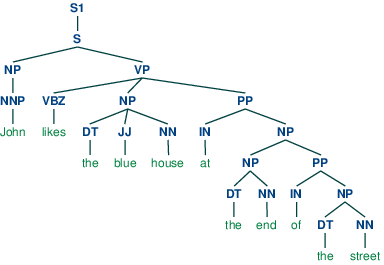 S1
S
NP VP
NNP VBZ NP PP
John likes DT JJ NN IN NP
the blue house at NP PP
DT NN IN NP
the end of DT NN
the street